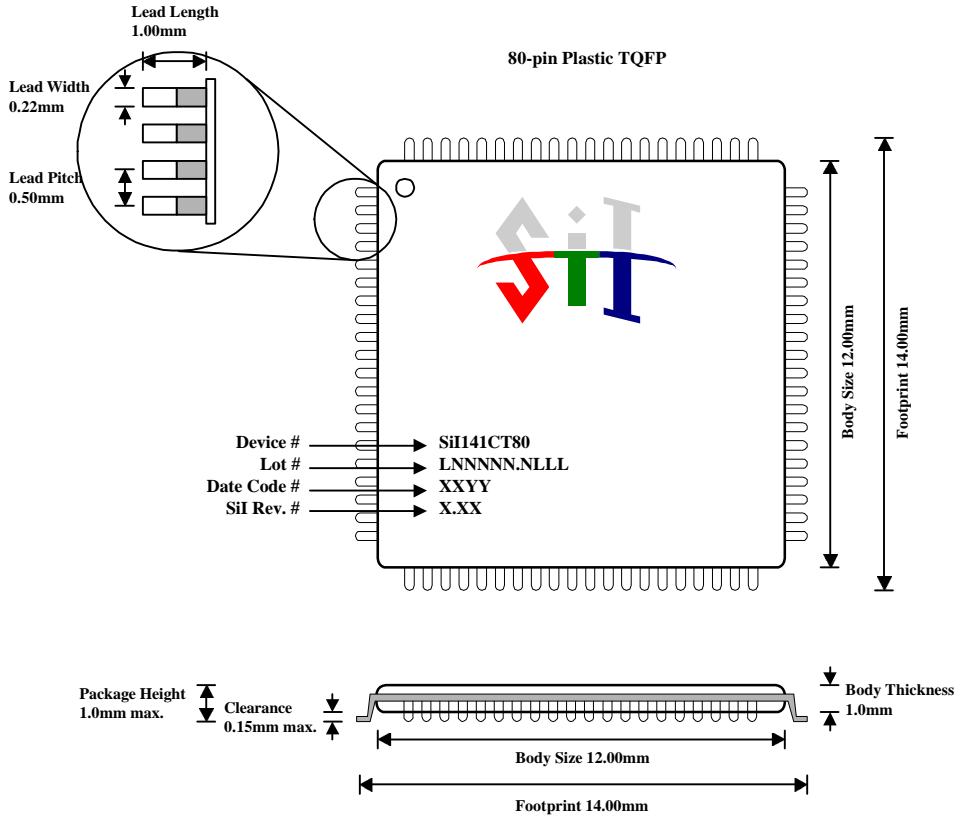 Lead Length
1.00mm
80-pin Plastic TQFP
Lead Width
0.22mm
Lead Pitch
0.50mm
SiI
Device #
SiI141CT80
Lot #
LNNNNN.NLLL
Date Code #
XXYY
SiI Rev. #
X.XX
Body Size 12.00mm
Footprint 14.00mm
Package Height
1.0mm max.
Clearance
0.15mm max.
Body Thickness
1.0mm
Body Size 12.00mm
Footprint 14.00mm